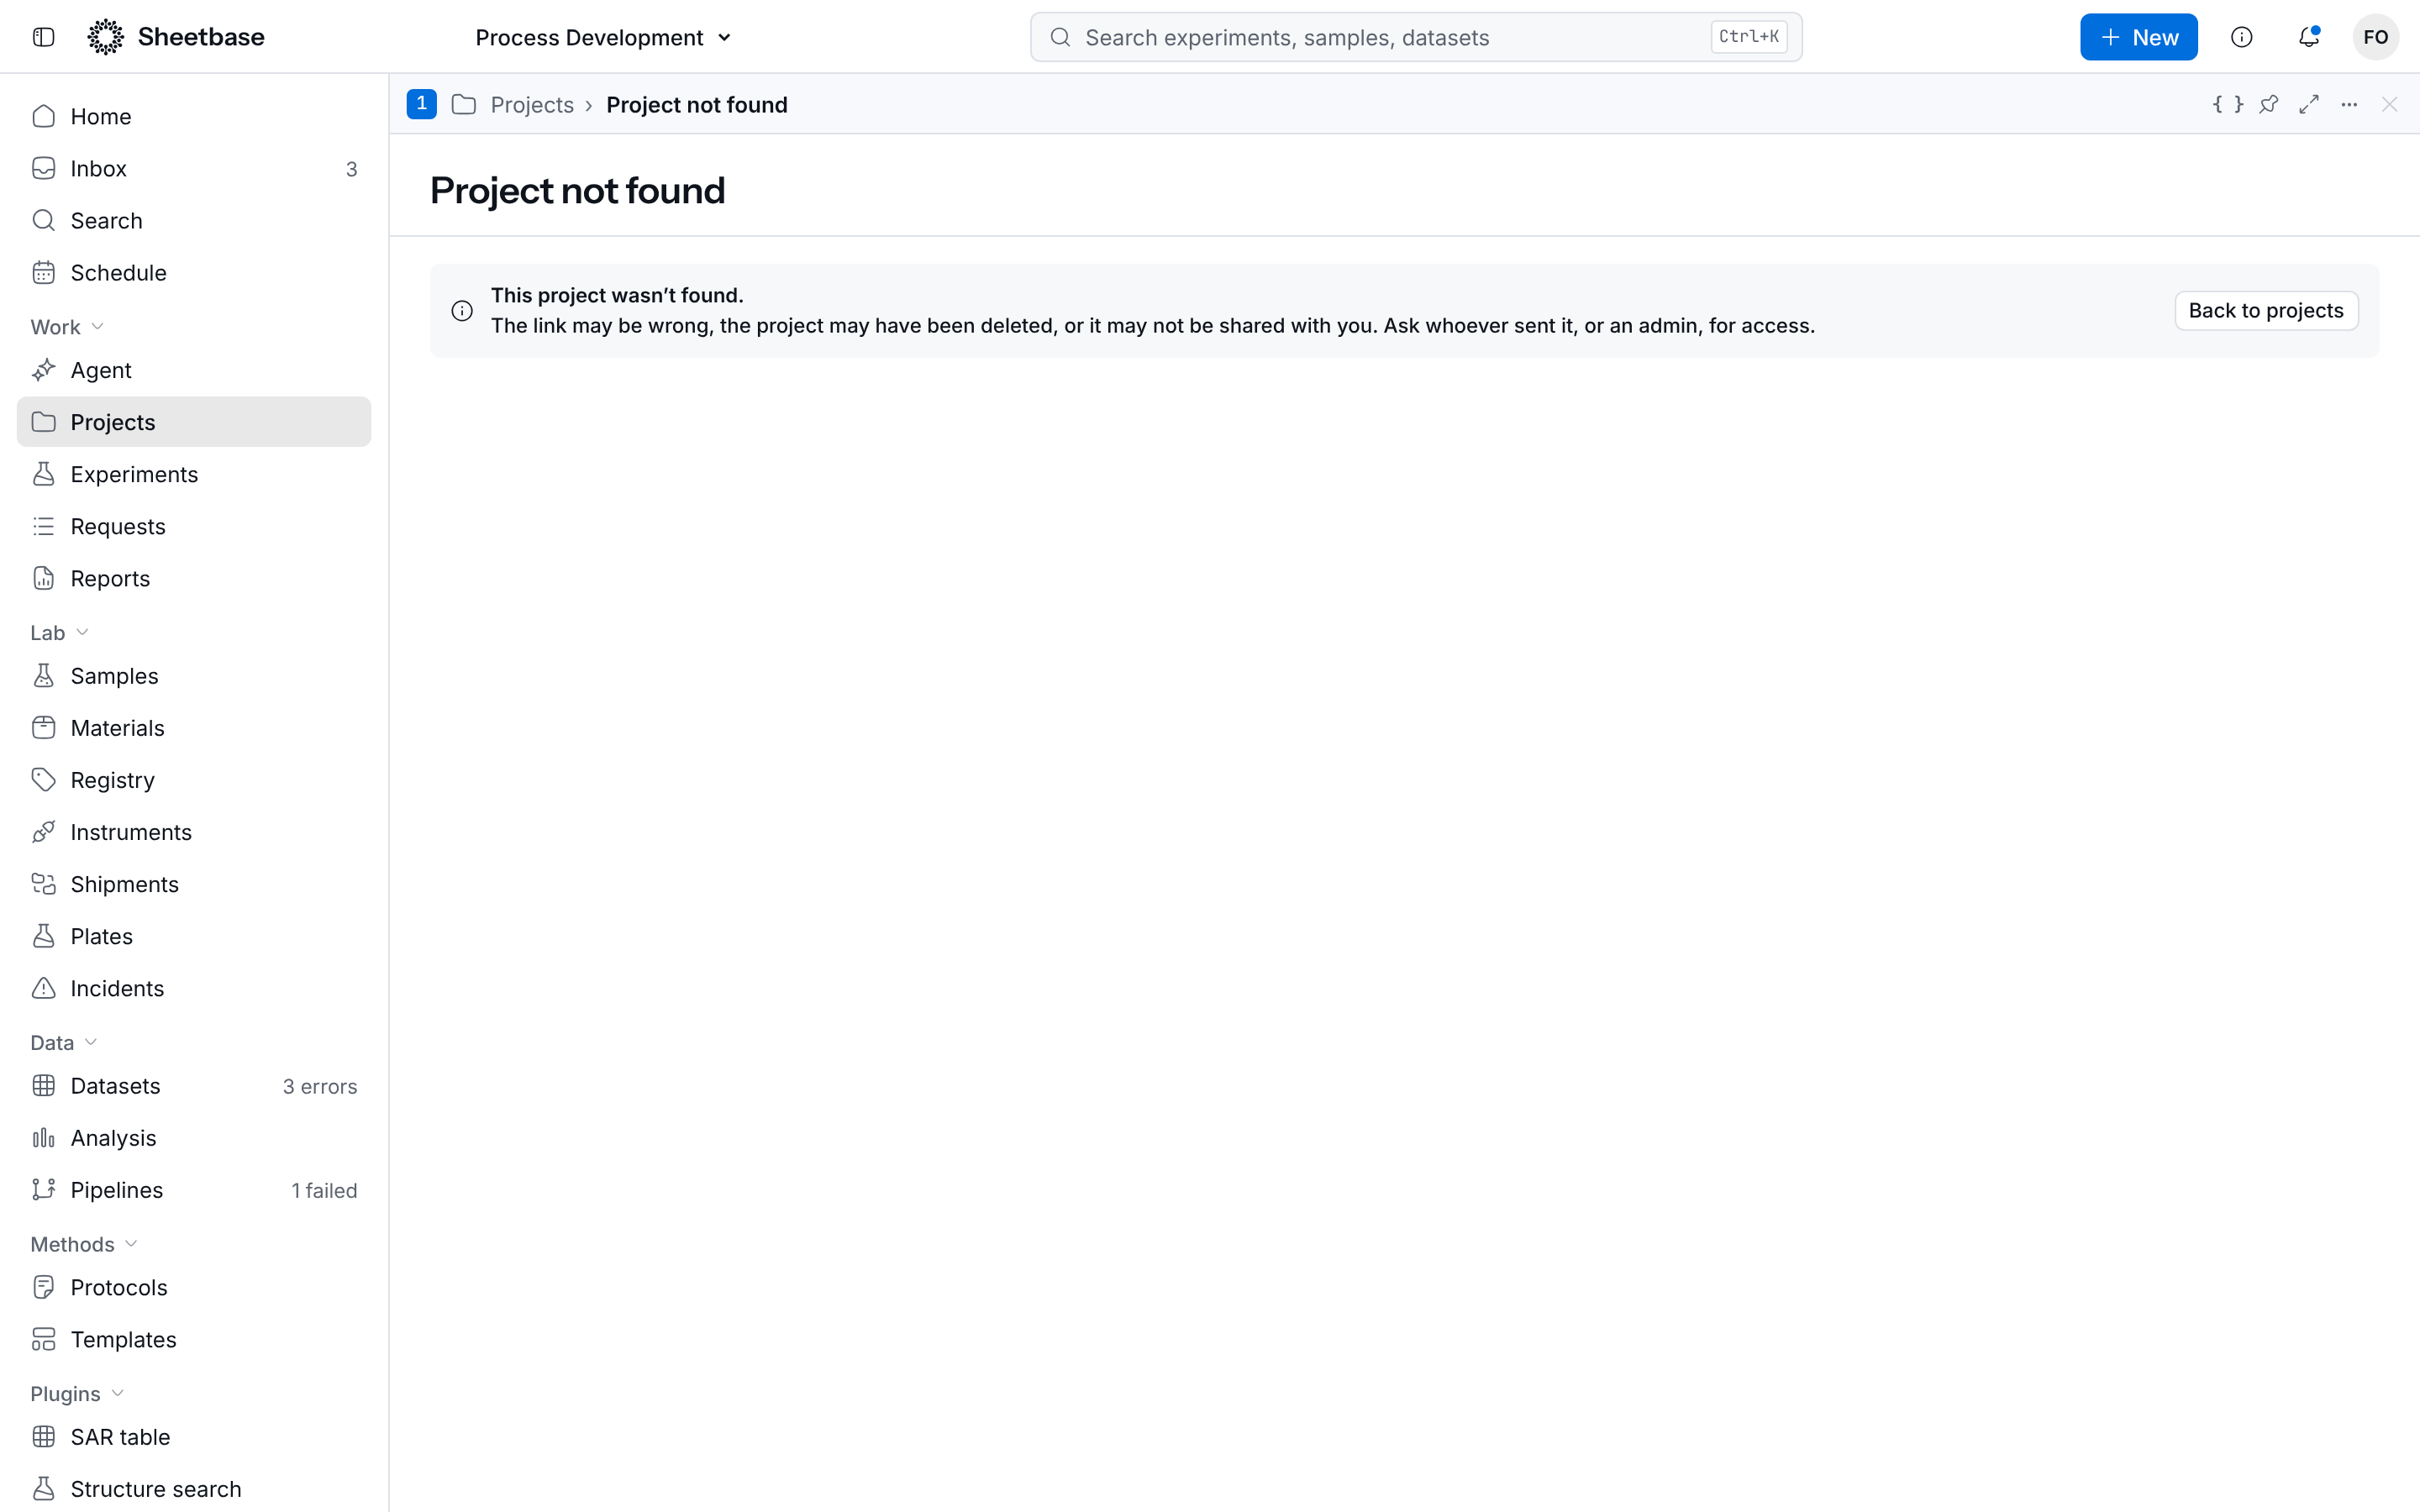 Sheetbase
Process Development
Search experiments, samples, datasets
Ctrl+K
New
FO
Home
Inbox 3
Search
Schedule
Work
Agent
Projects
Experiments
Requests
Reports
Lab
Samples
Materials
Registry
Instruments
Shipments
Plates
Incidents
Data
Datasets 3 errors
Analysis
Pipelines 1 failed
Methods
Protocols
Templates
Plugins
SAR table
Structure search
1 Projects › Project not found { } ...
Project not found
This project wasn’t found.
The link may be wrong, the project may have been deleted, or it may not be shared with you. Ask whoever sent it, or an admin, for access.
Back to projects